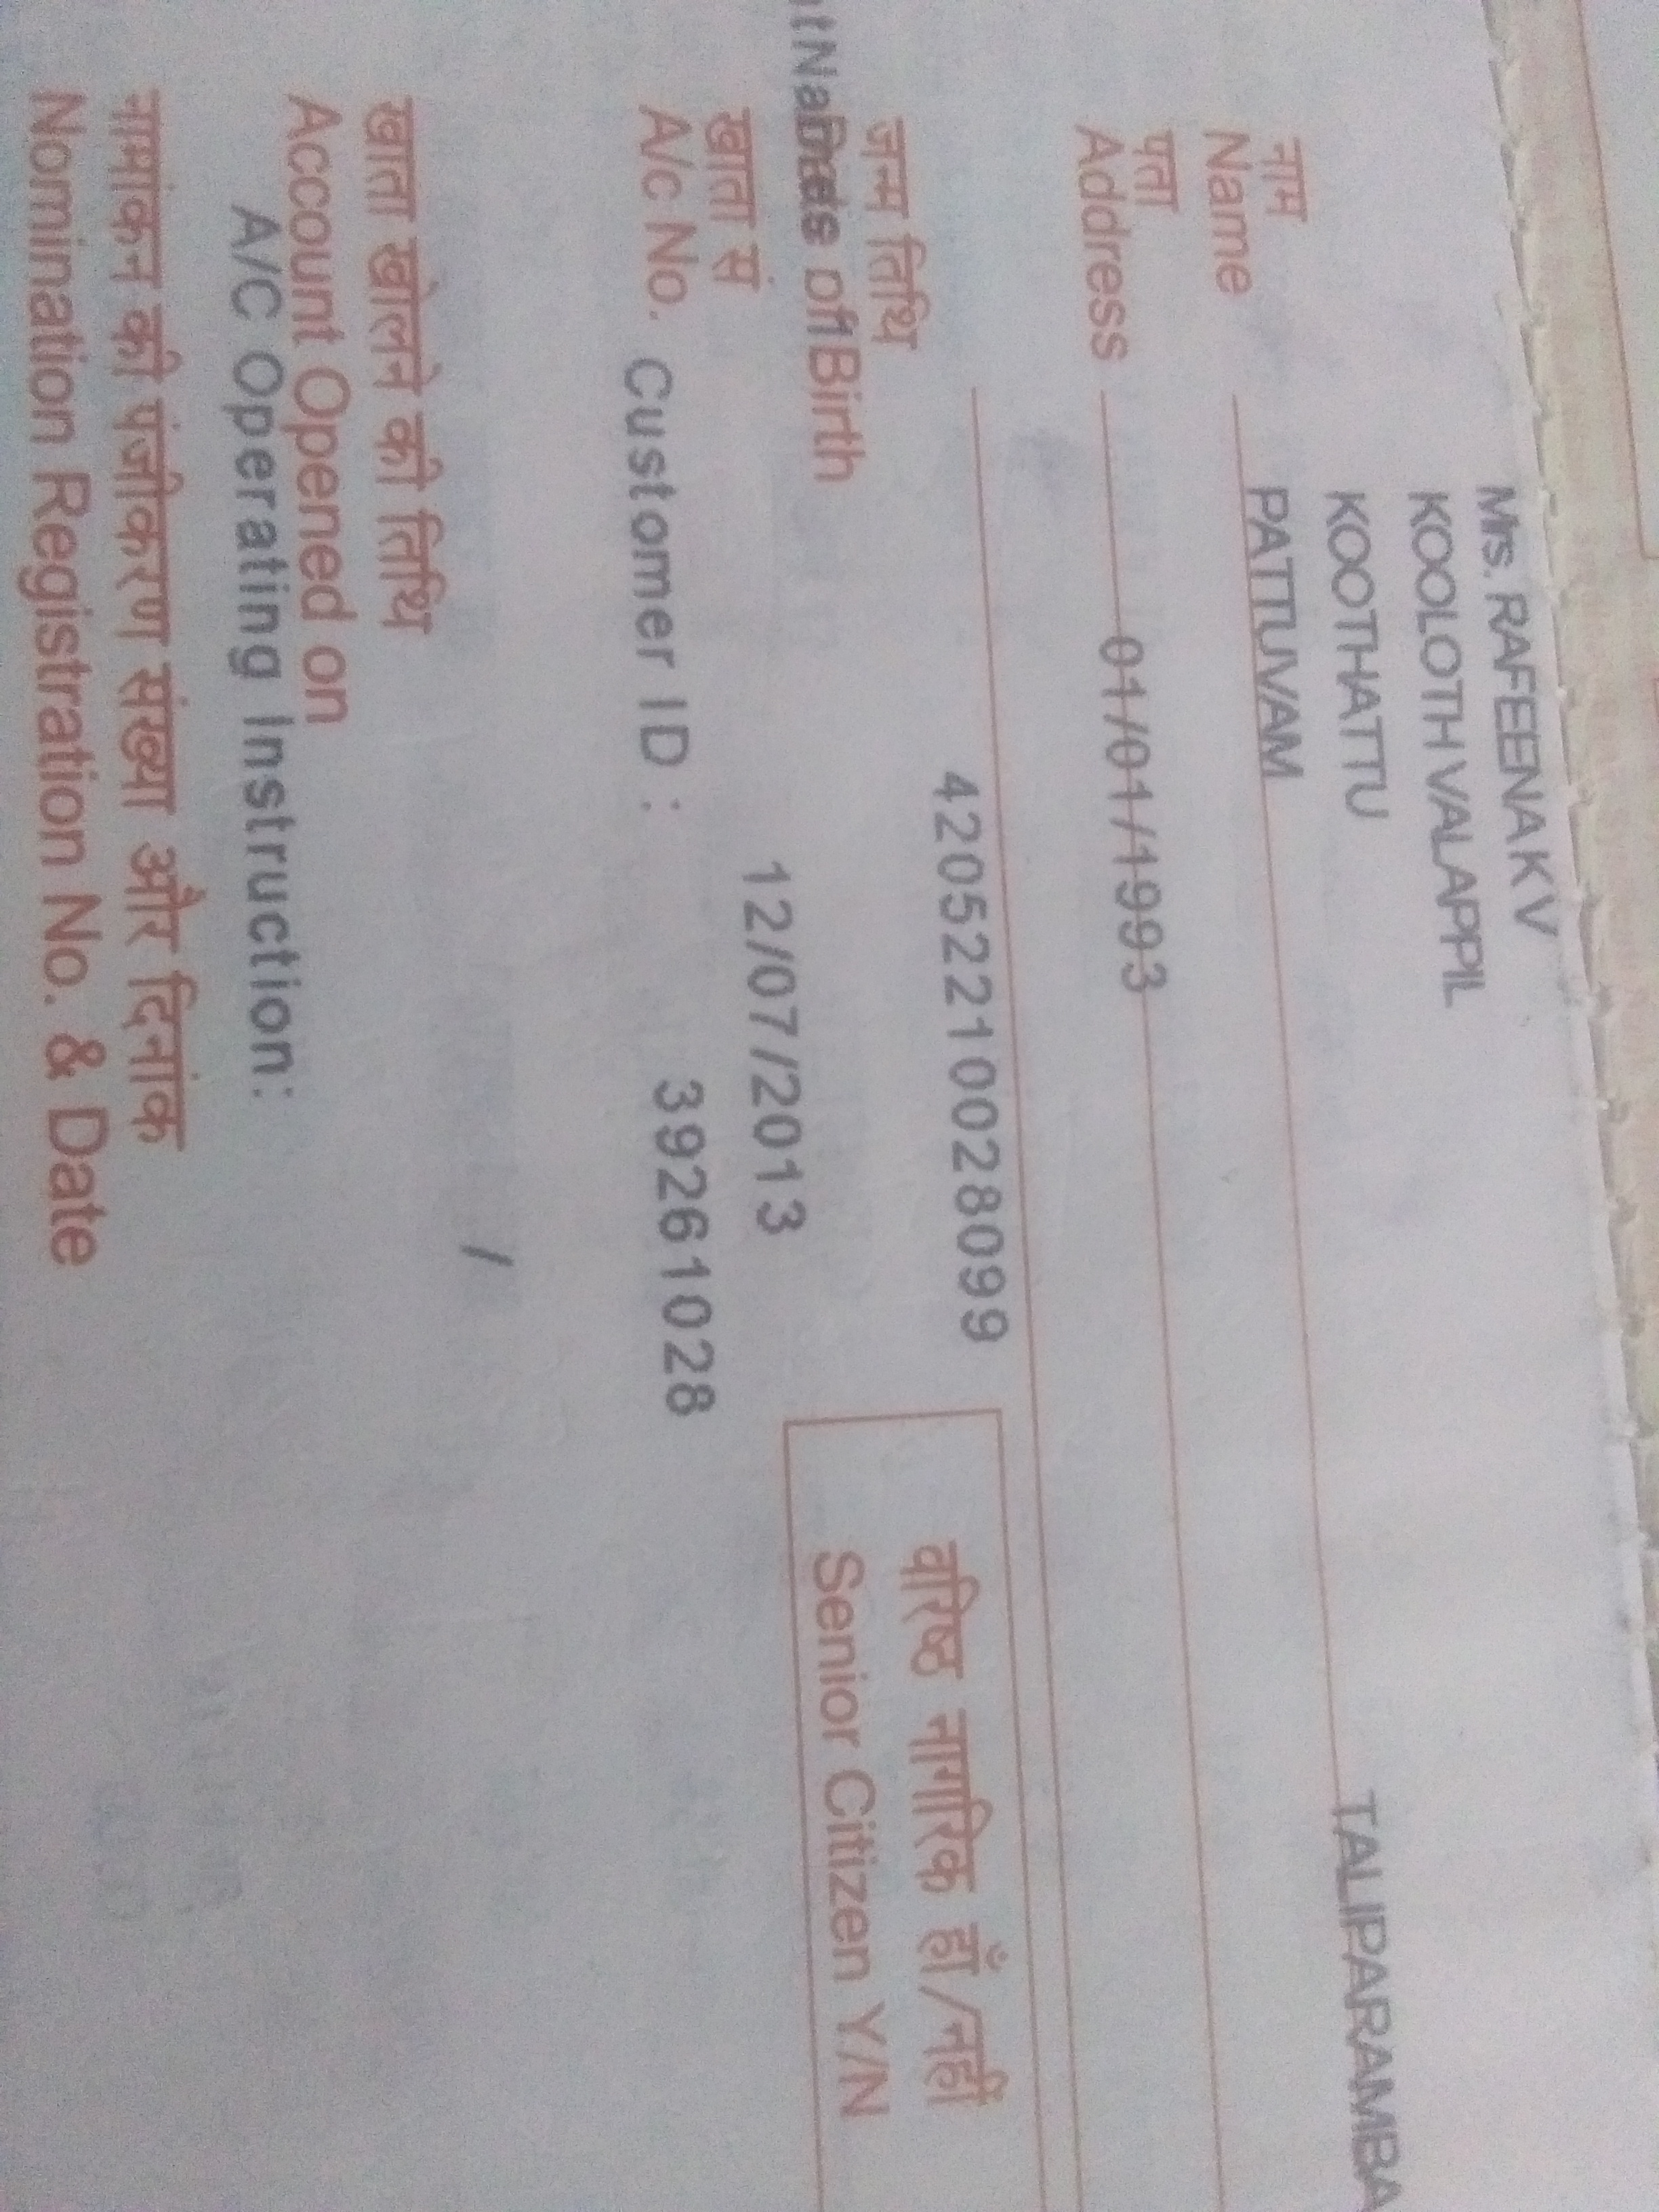 Mrs. RAFEENA K V
KOOLOTH VALAPPIL
KOOTHATTU
नाम
Name
PATTUVAM TALIPARAMBA
पता
Address
01/01/1993
42052210028099
जन्म तिथि
Date of Birth
12/07/2013
वरिष्ठ नागरिक हाँ/नहीं
Senior Citizen Y/N
खाता सं
A/c No. Customer ID : 39261028
/
खाता खोलने की तिथि
Account Opened on
A/C Operating Instruction:
नामांकन की पंजीकरण संख्या और दिनांक
Nomination Registration No. & Date